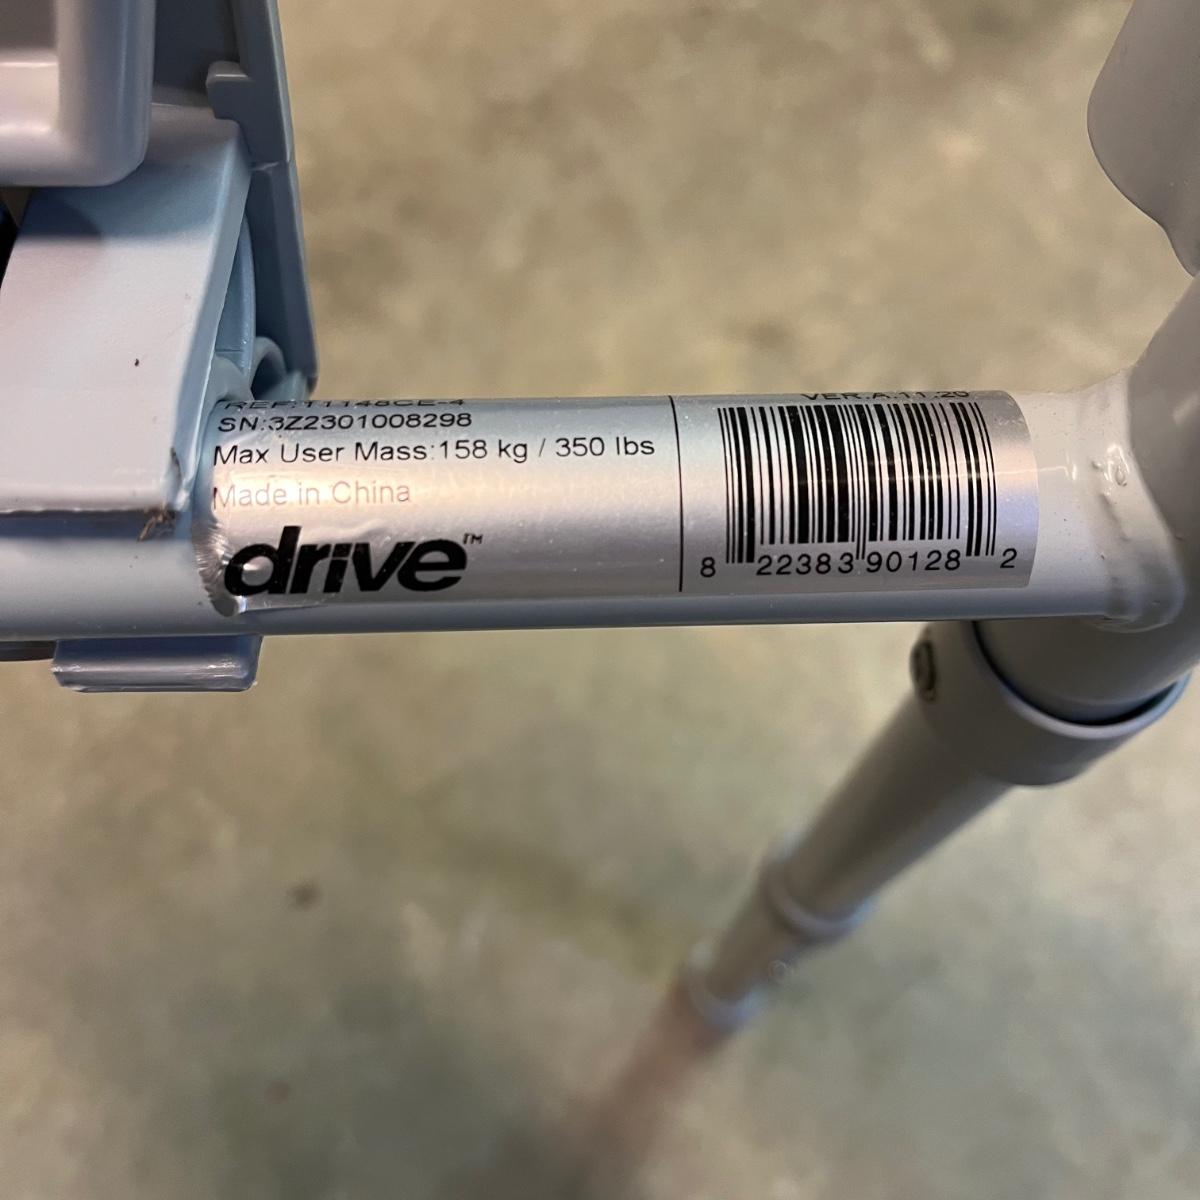 REF:11148CE-4
SN:3Z2301008298
Max User Mass:158 kg / 350 lbs
Made in China
drive™
VER.A.11.20
8 22383 90128 2